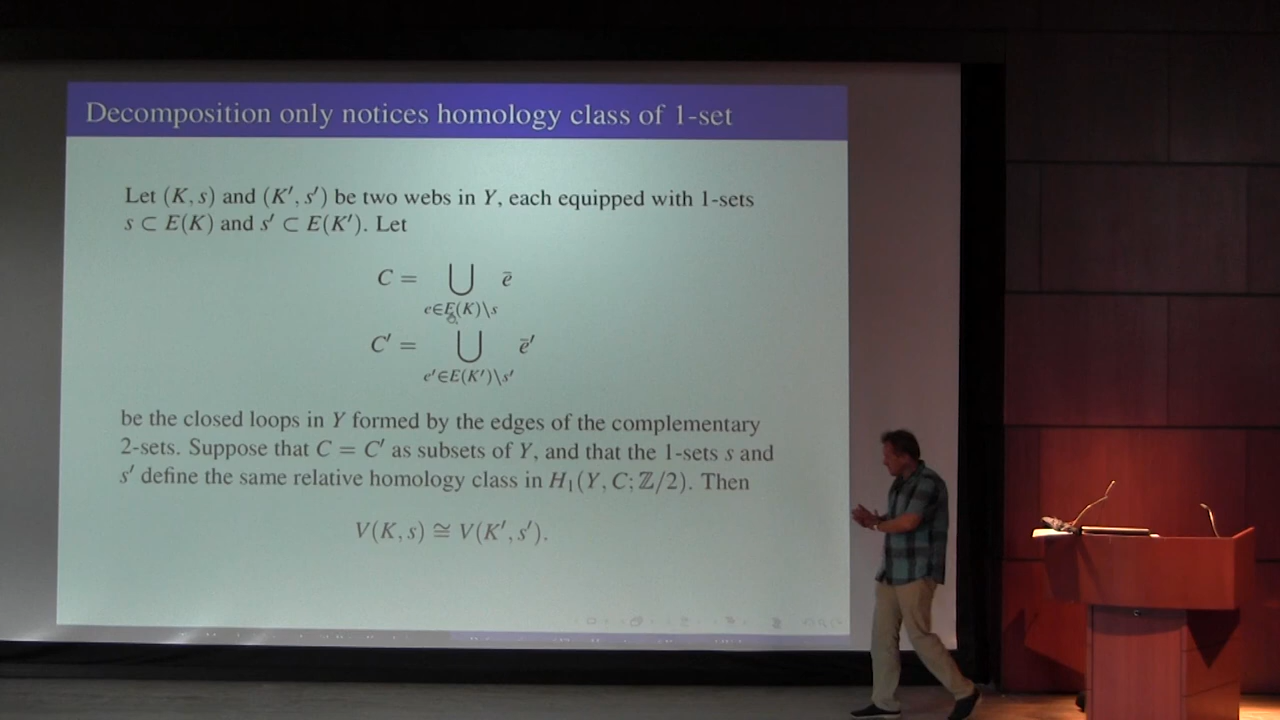 Decomposition only notices homology class of 1-set
Let (K, s) and (K′, s′) be two webs in Y, each equipped with 1-sets
s ⊂ E(K) and s′ ⊂ E(K′). Let
C = ⋃ ē
e∈E(K)\s
C′ = ⋃ ē′
e′∈E(K′)\s′
be the closed loops in Y formed by the edges of the complementary
2-sets. Suppose that C = C′ as subsets of Y, and that the 1-sets s and
s′ define the same relative homology class in H₁(Y, C; ℤ/2). Then
V(K, s) ≅ V(K′, s′).